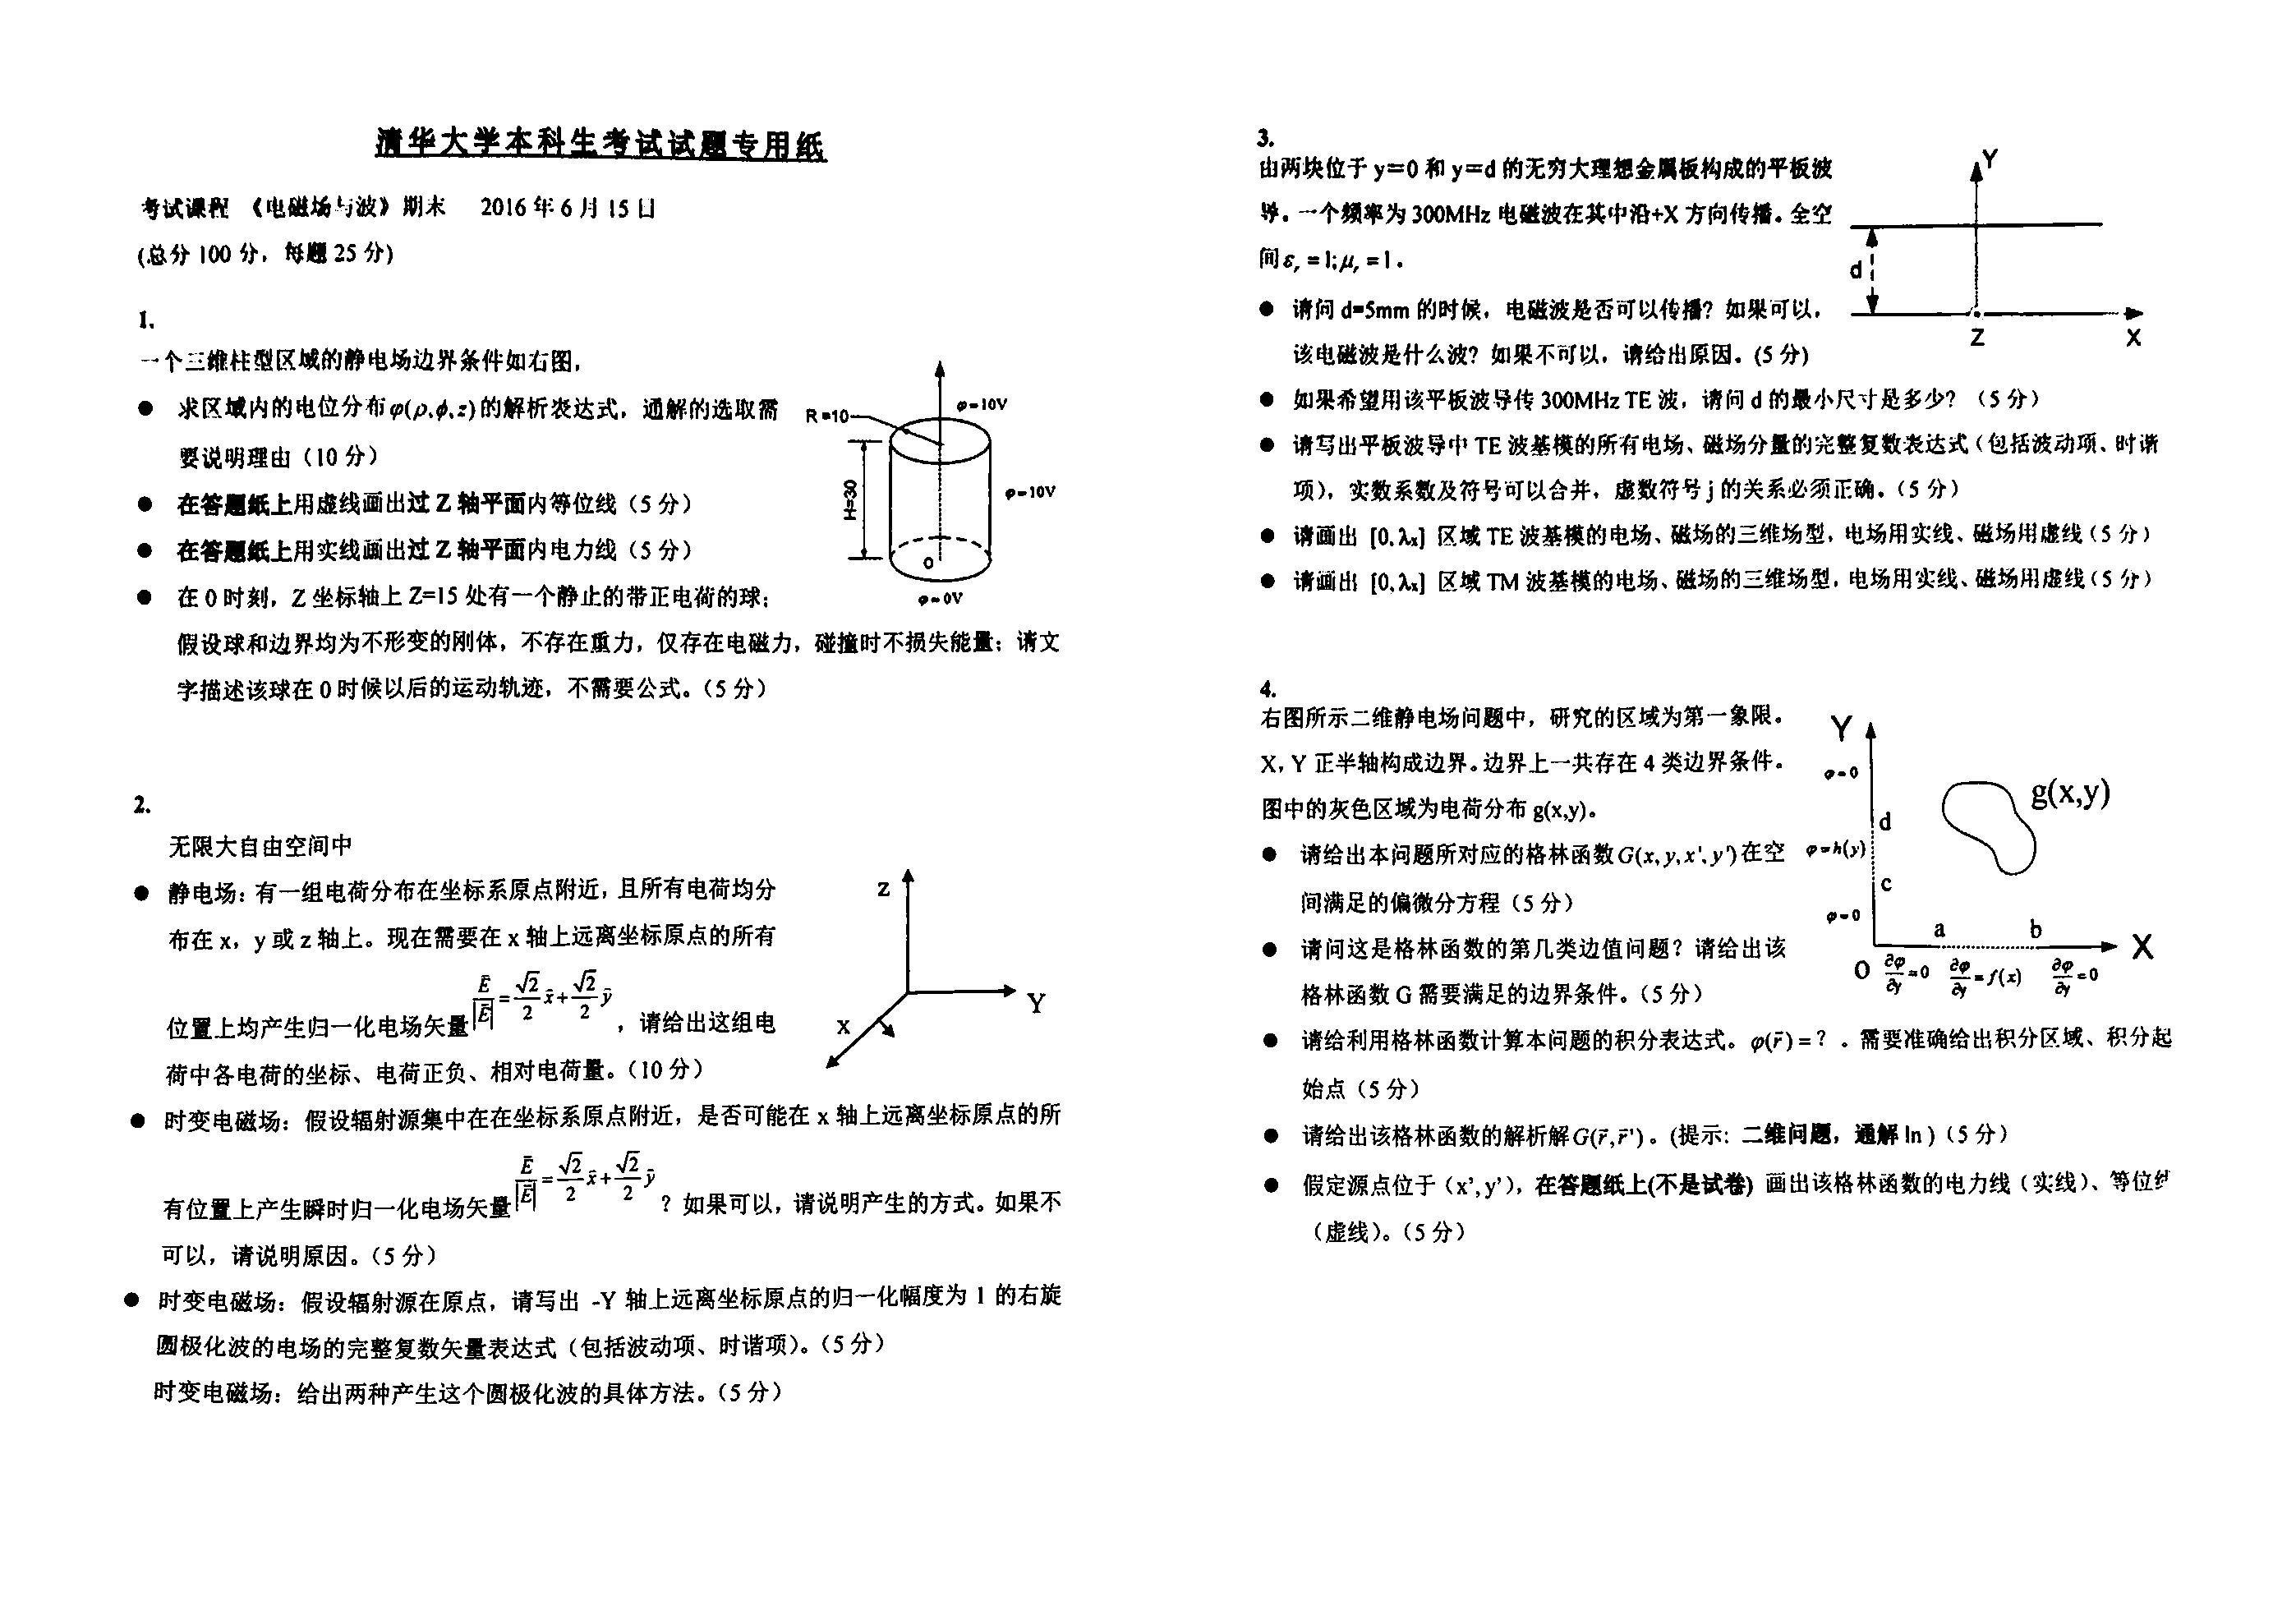 清华大学本科生考试试题专用纸
考试课程 《电磁场与波》期末 2016年6月15日
(总分100分，每题25分)
1.
一个三维柱型区域的静电场边界条件如右图，
● 求区域内的电位分布φ(ρ,ϕ,z)的解析表达式，通解的选取需
要说明理由（10分）
● 在答题纸上用虚线画出过Z轴平面内等位线（5分）
● 在答题纸上用实线画出过Z轴平面内电力线（5分）
● 在0时刻，Z坐标轴上Z=15处有一个静止的带正电荷的球；
假设球和边界均为不形变的刚体，不存在重力，仅存在电磁力，碰撞时不损失能量；请文
字描述该球在0时候以后的运动轨迹，不需要公式。（5分）
R=10
φ=10V
H=30
φ=10V
O
φ=0V
2.
无限大自由空间中
● 静电场：有一组电荷分布在坐标系原点附近，且所有电荷均分
布在x，y或z轴上。现在需要在x轴上远离坐标原点的所有
位置上均产生归一化电场矢量 Ē/|Ē| = √2/2 x̂ + √2/2 ŷ ，请给出这组电
荷中各电荷的坐标、电荷正负、相对电荷量。（10分）
Z
Y
X
● 时变电磁场：假设辐射源集中在在坐标系原点附近，是否可能在x轴上远离坐标原点的所
有位置上产生瞬时归一化电场矢量 Ē/|Ē| = √2/2 x̂ + √2/2 ŷ ？如果可以，请说明产生的方式。如果不
可以，请说明原因。（5分）
● 时变电磁场：假设辐射源在原点，请写出 -Y轴上远离坐标原点的归一化幅度为1的右旋
圆极化波的电场的完整复数矢量表达式（包括波动项、时谐项）。（5分）
时变电磁场：给出两种产生这个圆极化波的具体方法。（5分）
3.
由两块位于y=0和y=d的无穷大理想金属板构成的平板波
导。一个频率为300MHz电磁波在其中沿+X方向传播。全空
间εr=1;μr=1.
● 请问d=5mm的时候，电磁波是否可以传播？如果可以，
该电磁波是什么波？如果不可以，请给出原因。(5分)
● 如果希望用该平板波导传300MHz TE波，请问d的最小尺寸是多少？（5分）
● 请写出平板波导中TE波基模的所有电场、磁场分量的完整复数表达式（包括波动项、时谐
项），实数系数及符号可以合并，虚数符号j的关系必须正确。（5分）
● 请画出 [0,λx] 区域TE波基模的电场、磁场的三维场型，电场用实线、磁场用虚线（5分）
● 请画出 [0,λx] 区域TM波基模的电场、磁场的三维场型，电场用实线、磁场用虚线（5分）
Y
d
Z
X
4.
右图所示二维静电场问题中，研究的区域为第一象限。
X，Y正半轴构成边界。边界上一共存在4类边界条件。
图中的灰色区域为电荷分布g(x,y)。
● 请给出本问题所对应的格林函数G(x,y,x',y')在空
间满足的偏微分方程（5分）
● 请问这是格林函数的第几类边值问题？请给出该
格林函数G需要满足的边界条件。（5分）
● 请给利用格林函数计算本问题的积分表达式。φ(r̄)=？。需要准确给出积分区域、积分起
始点（5分）
● 请给出该格林函数的解析解G(r̄,r̄')。(提示：二维问题，通解ln)（5分）
● 假定源点位于（x',y'），在答题纸上(不是试卷) 画出该格林函数的电力线（实线）、等位线
（虚线）。（5分）
Y
φ=0
g(x,y)
d
φ=h(y)
c
φ=0
a
b
X
O
∂φ/∂y=0
∂φ/∂y=f(x)
∂φ/∂y=0